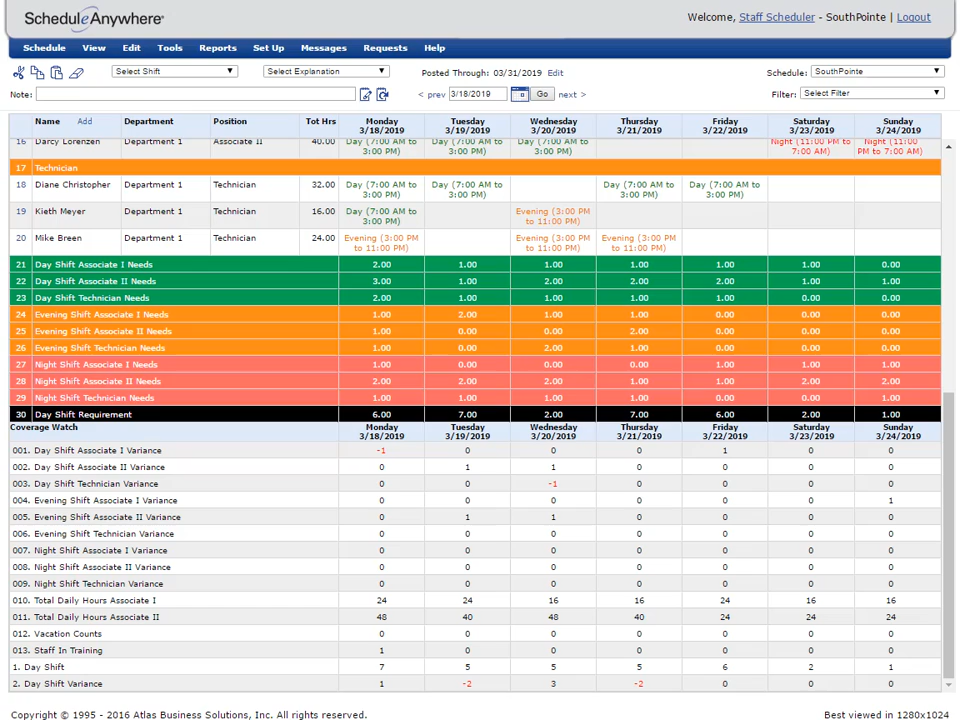 ScheduleAnywhere®
Welcome, Staff Scheduler - SouthPointe | Logout
Schedule View Edit Tools Reports Set Up Messages Requests Help
Select Shift Select Explanation Posted Through: 03/31/2019 Edit Schedule: SouthPointe
Note: < prev 3/18/2019 Go next > Filter: Select Filter
Name Add Department Position Tot Hrs Monday Tuesday Wednesday Thursday Friday Saturday Sunday
3/18/2019 3/19/2019 3/20/2019 3/21/2019 3/22/2019 3/23/2019 3/24/2019
16 Darcy Lorenzen Department 1 Associate II 40.00 Day (7:00 AM to Day (7:00 AM to Day (7:00 AM to Night (11:00 PM to Night (11:00
3:00 PM) 3:00 PM) 3:00 PM) 7:00 AM) PM to 7:00 AM)
17 Technician
18 Diane Christopher Department 1 Technician 32.00 Day (7:00 AM to Day (7:00 AM to Day (7:00 AM to Day (7:00 AM to
3:00 PM) 3:00 PM) 3:00 PM) 3:00 PM)
19 Kieth Meyer Department 1 Technician 16.00 Day (7:00 AM to Evening (3:00 PM
3:00 PM) to 11:00 PM)
20 Mike Breen Department 1 Technician 24.00 Evening (3:00 PM Evening (3:00 PM Evening (3:00 PM
to 11:00 PM) to 11:00 PM) to 11:00 PM)
21 Day Shift Associate I Needs 2.00 1.00 1.00 1.00 1.00 1.00 0.00
22 Day Shift Associate II Needs 3.00 1.00 2.00 2.00 2.00 1.00 1.00
23 Day Shift Technician Needs 2.00 1.00 1.00 1.00 1.00 0.00 0.00
24 Evening Shift Associate I Needs 1.00 2.00 1.00 1.00 0.00 0.00 0.00
25 Evening Shift Associate II Needs 1.00 0.00 0.00 2.00 0.00 0.00 0.00
26 Evening Shift Technician Needs 1.00 0.00 2.00 1.00 0.00 0.00 0.00
27 Night Shift Associate I Needs 1.00 0.00 0.00 0.00 1.00 1.00 0.00
28 Night Shift Associate II Needs 2.00 2.00 2.00 1.00 1.00 2.00 2.00
29 Night Shift Technician Needs 1.00 0.00 1.00 1.00 1.00 0.00 0.00
30 Day Shift Requirement 6.00 7.00 2.00 7.00 6.00 2.00 1.00
Coverage Watch Monday Tuesday Wednesday Thursday Friday Saturday Sunday
3/18/2019 3/19/2019 3/20/2019 3/21/2019 3/22/2019 3/23/2019 3/24/2019
001. Day Shift Associate I Variance -1 0 0 0 1 0 0
002. Day Shift Associate II Variance 0 1 1 0 0 0 0
003. Day Shift Technician Variance 0 0 -1 0 0 0 0
004. Evening Shift Associate I Variance 0 0 0 0 0 0 1
005. Evening Shift Associate II Variance 0 1 1 0 0 0 0
006. Evening Shift Technician Variance 0 0 0 0 0 0 0
007. Night Shift Associate I Variance 0 0 0 0 0 0 0
008. Night Shift Associate II Variance 0 0 0 0 0 0 0
009. Night Shift Technician Variance 0 0 0 0 0 0 0
010. Total Daily Hours Associate I 24 24 16 16 24 16 16
011. Total Daily Hours Associate II 48 40 48 40 24 24 24
012. Vacation Counts 0 0 0 0 0 0 0
013. Staff In Training 1 0 0 0 0 0 0
1. Day Shift 7 5 5 5 6 2 1
2. Day Shift Variance 1 -2 3 -2 0 0 0
Copyright © 1995 - 2016 Atlas Business Solutions, Inc. All rights reserved. Best viewed in 1280x1024